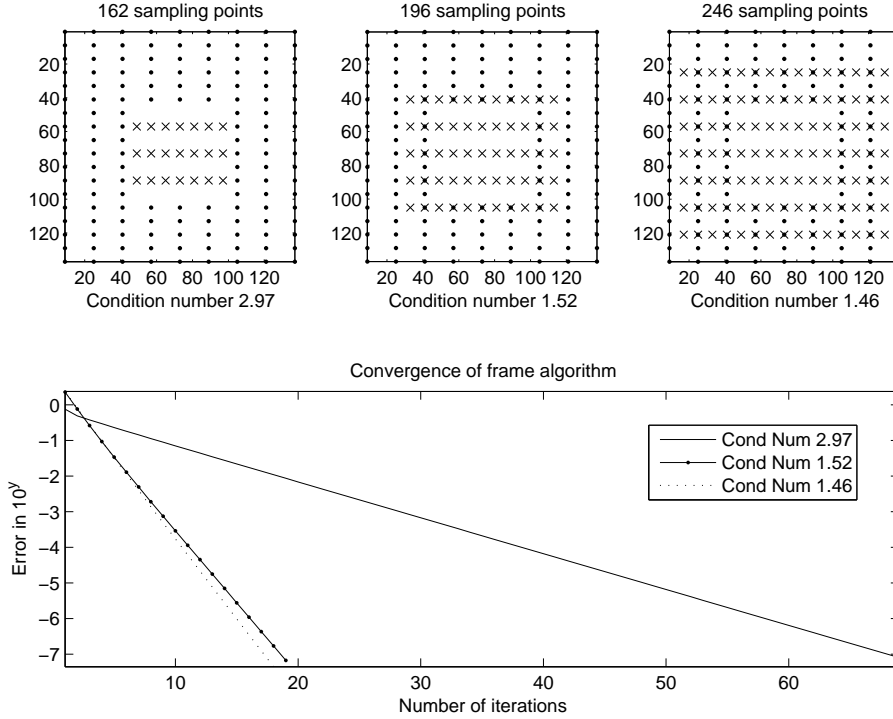 162 sampling points
196 sampling points
246 sampling points
20
40
60
80
100
120
20 40 60 80 100 120
Condition number 2.97
20
40
60
80
100
120
20 40 60 80 100 120
Condition number 1.52
20
40
60
80
100
120
20 40 60 80 100 120
Condition number 1.46
Convergence of frame algorithm
Error in 10^y
0
−1
−2
−3
−4
−5
−6
−7
Cond Num 2.97
Cond Num 1.52
Cond Num 1.46
10 20 30 40 50 60
Number of iterations